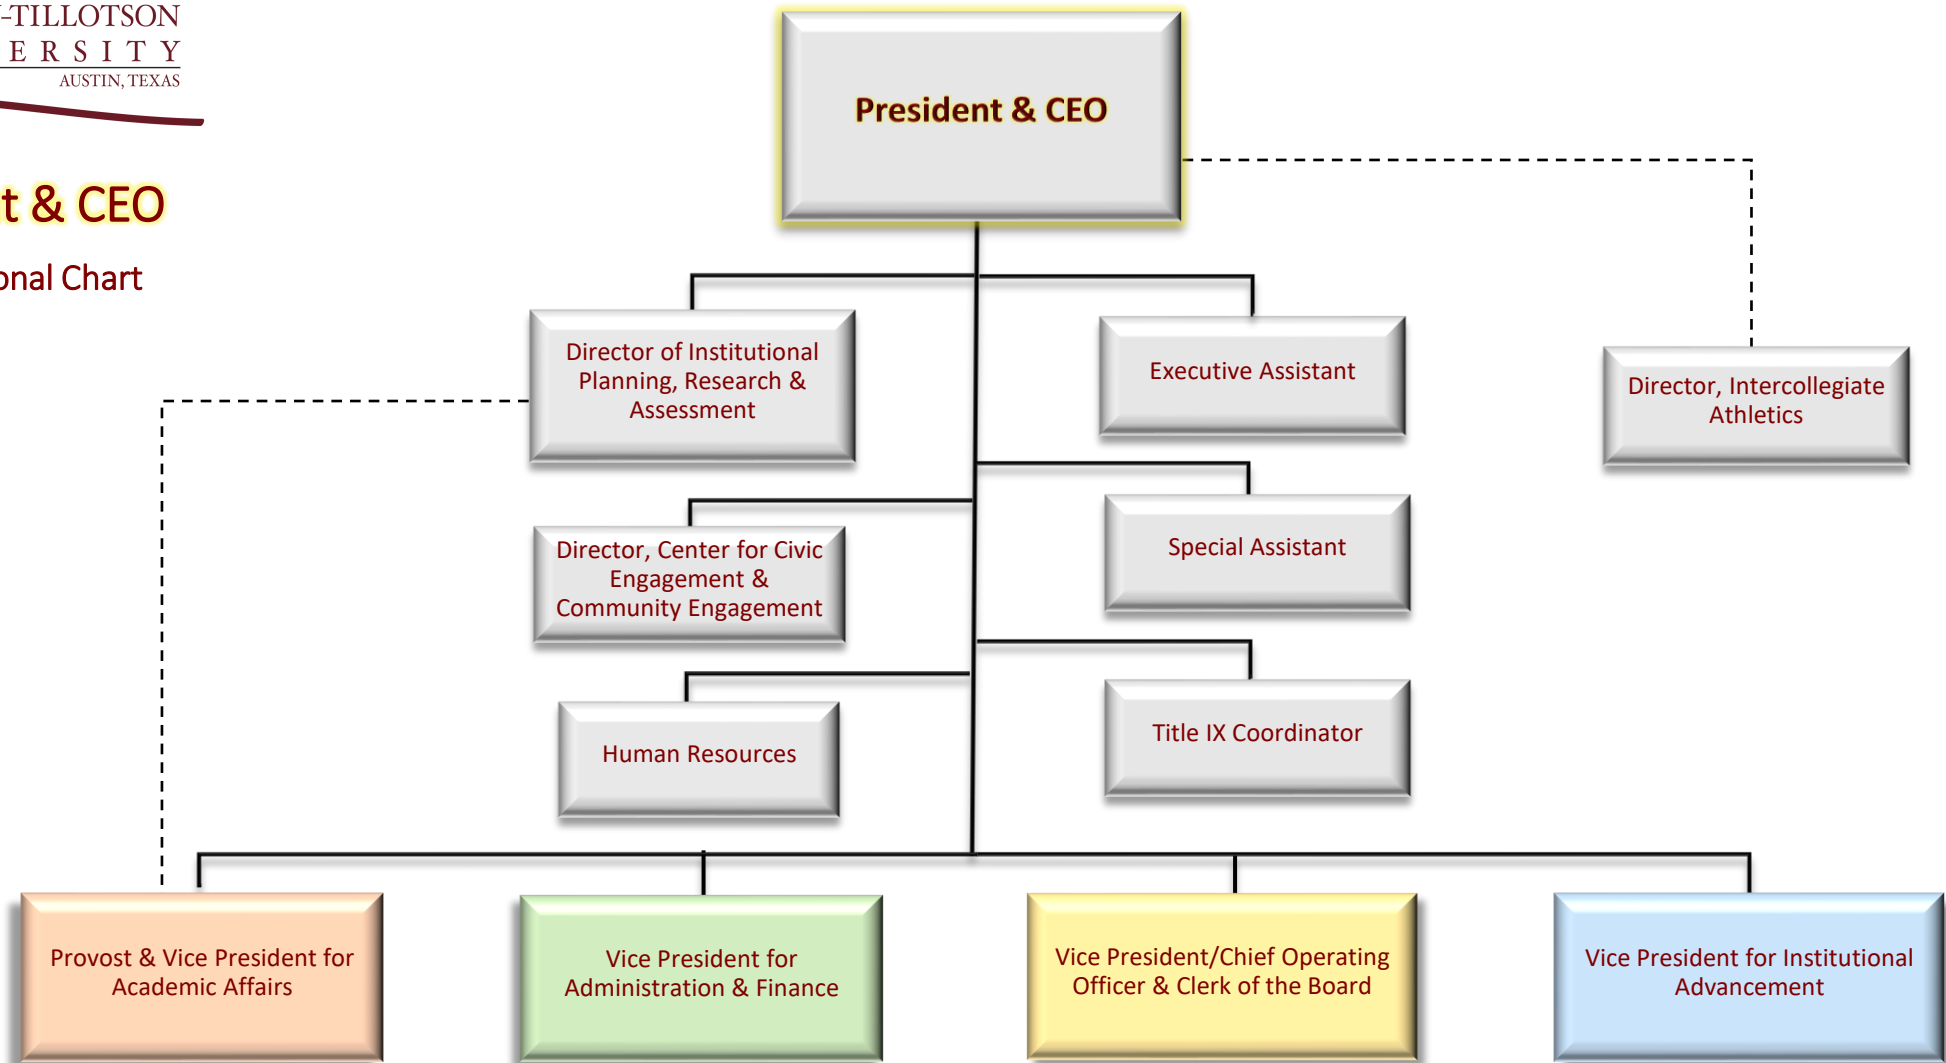 -TILLOTSON
ERSITY
AUSTIN, TEXAS
t & CEO
onal Chart
President & CEO
Director of Institutional
Planning, Research &
Assessment
Executive Assistant
Director, Intercollegiate
Athletics
Director, Center for Civic
Engagement &
Community Engagement
Special Assistant
Human Resources
Title IX Coordinator
Provost & Vice President for
Academic Affairs
Vice President for
Administration & Finance
Vice President/Chief Operating
Officer & Clerk of the Board
Vice President for Institutional
Advancement